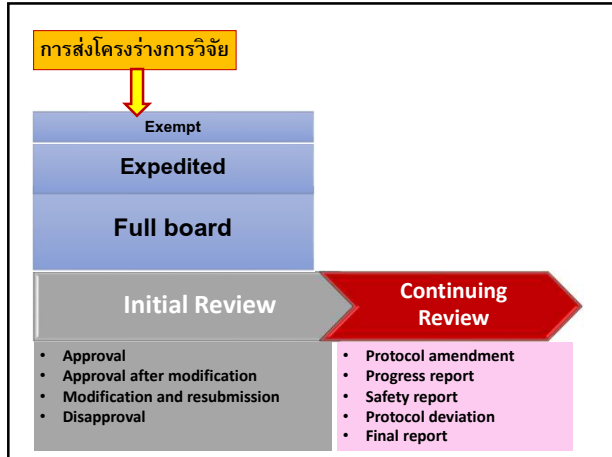 การส่งโครงร่างการวิจัย
Exempt
Expedited
Full board
Initial Review
Continuing
Review
• Approval
• Approval after modification
• Modification and resubmission
• Disapproval
• Protocol amendment
• Progress report
• Safety report
• Protocol deviation
• Final report